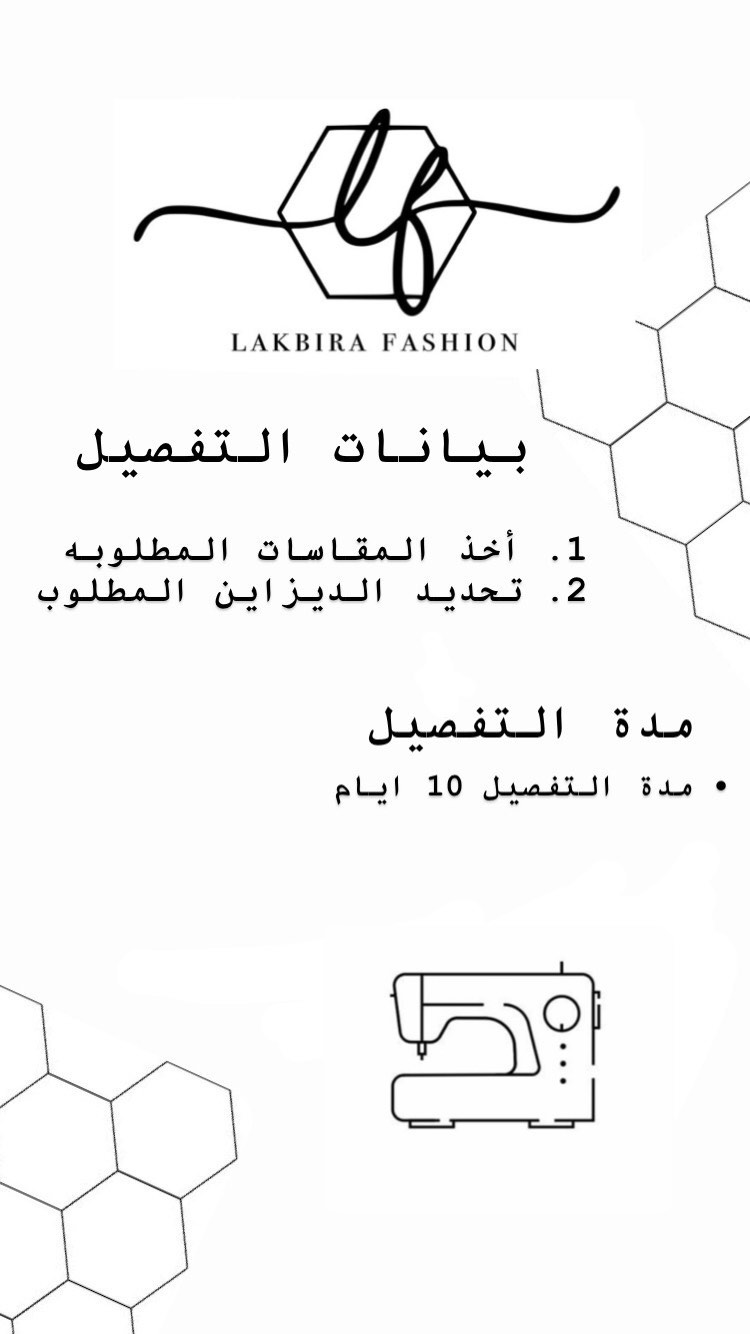 lf
LAKBIRA FASHION
بيانات التفصيل
1. أخذ المقاسات المطلوبه
2. تحديد الديزاين المطلوب
مدة التفصيل
• مدة التفصيل 10 ايام